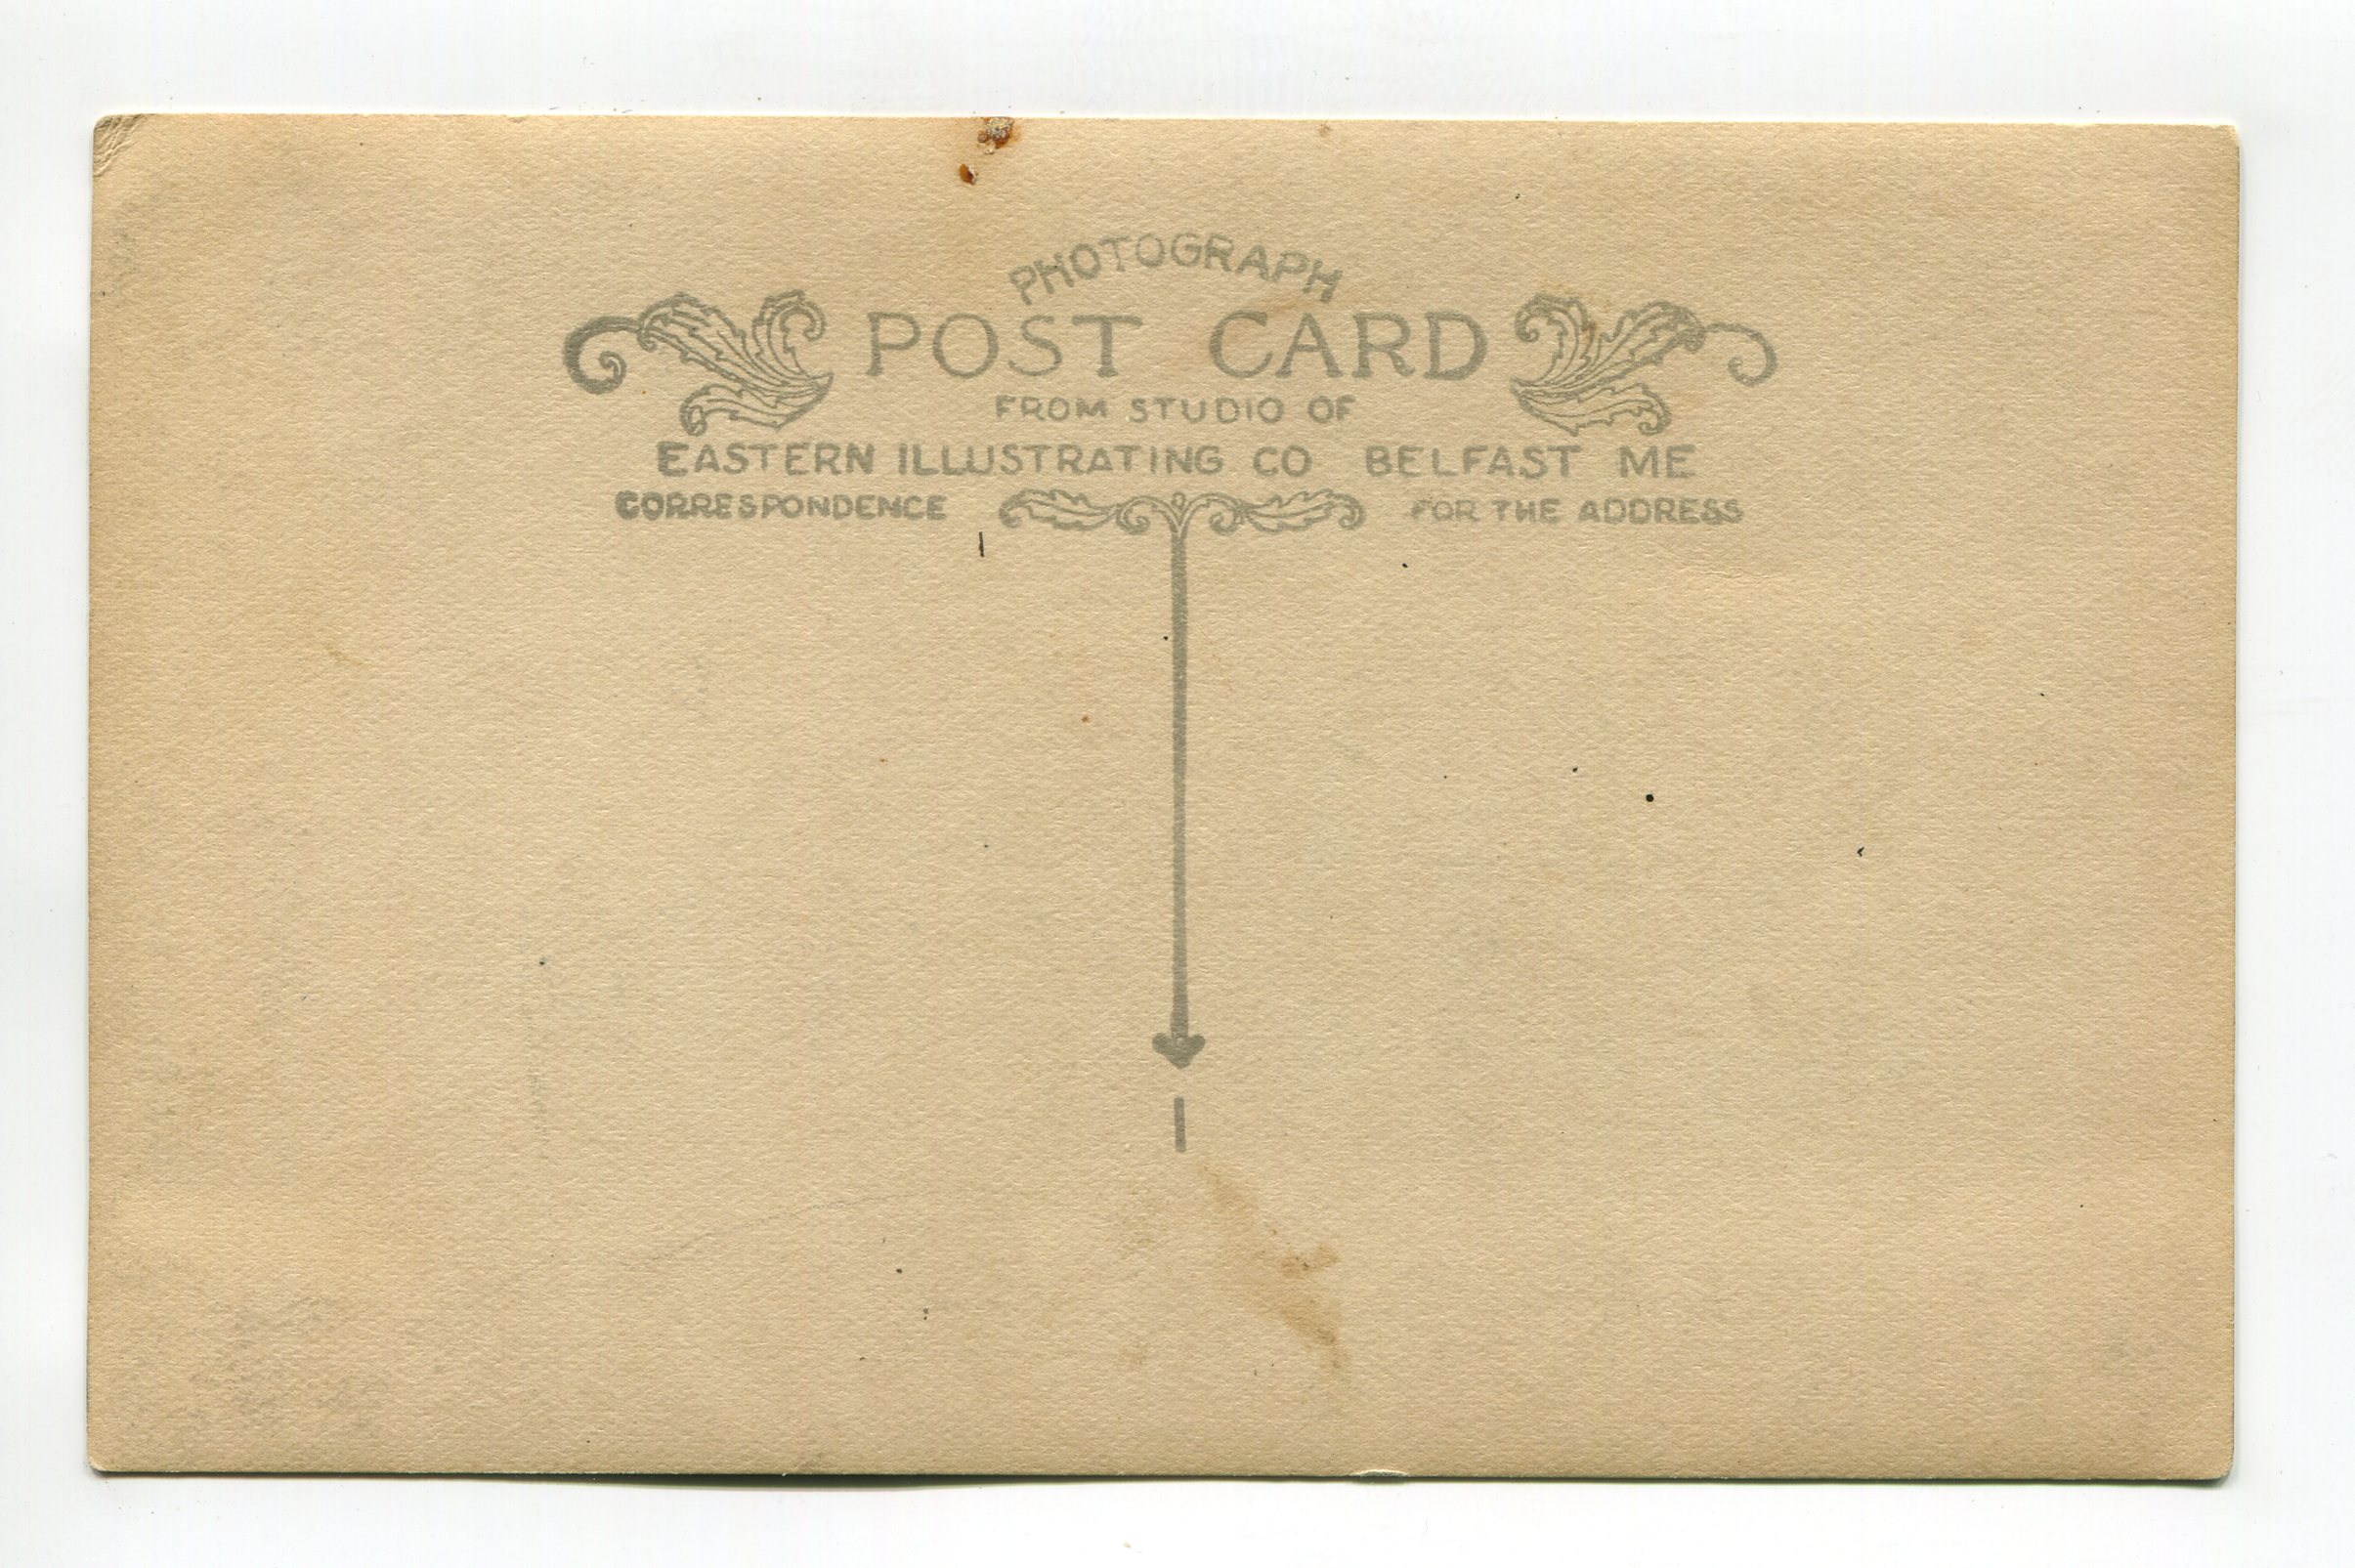 PHOTOGRAPH
POST CARD
FROM STUDIO OF
EASTERN ILLUSTRATING CO BELFAST ME
CORRESPONDENCE FOR THE ADDRESS